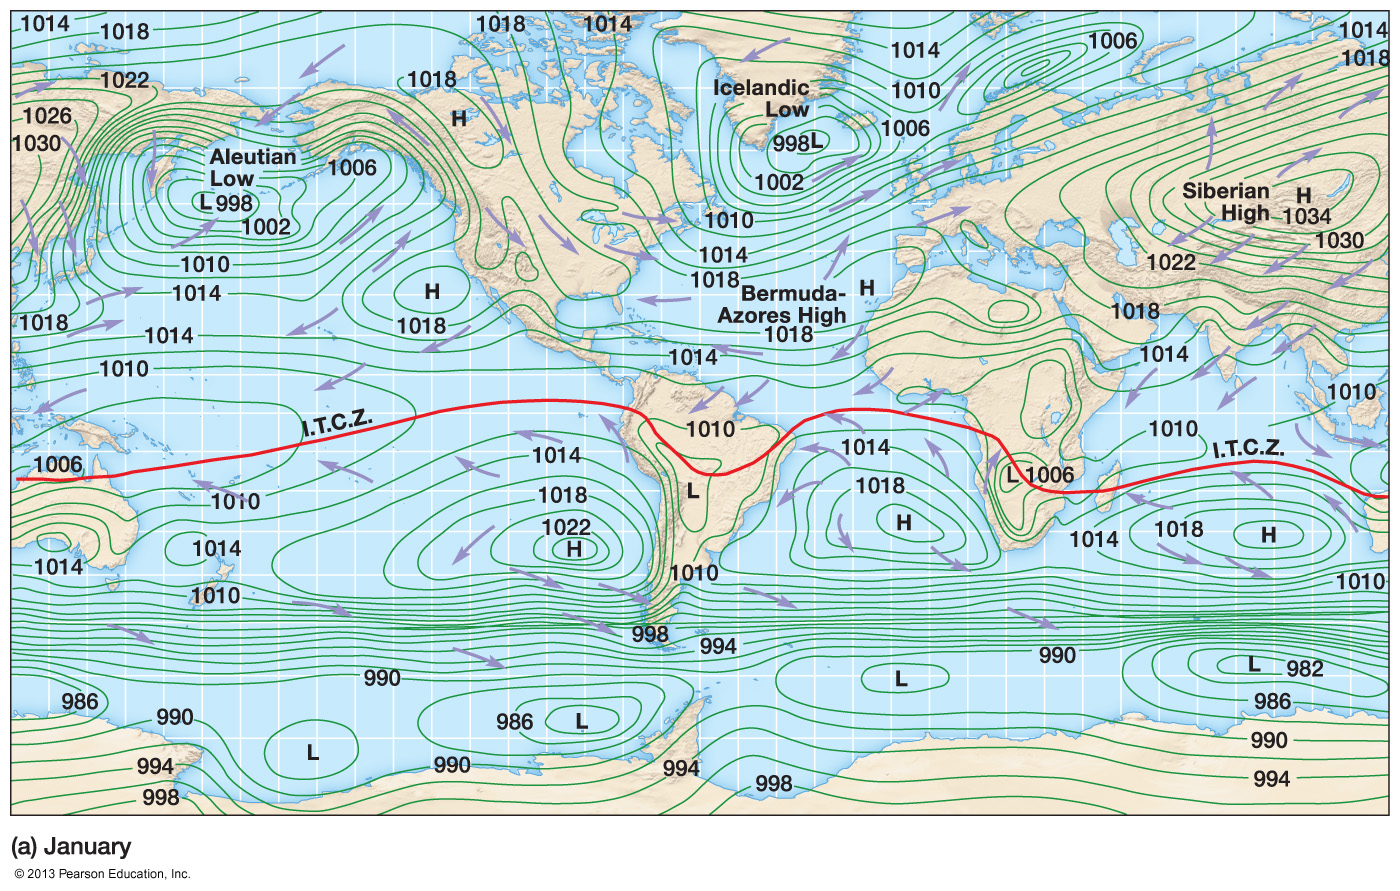 1014
1018
1018
1014
1014
1006
1014
1018
1022
1018
1010
Icelandic
Low
H
1026
1030
998 L
1006
Aleutian
Low
1006
1002
L 998
1002
Siberian
High
H
1034
1030
1010
1014
1022
1010
1018
1014
H
Bermuda-
Azores High
H
1018
1018
1018
1018
1014
1014
1014
1010
1010
I.T.C.Z.
1010
1014
1010
I.T.C.Z.
1006
1014
L 1006
1010
1018
L
1018
1022
H
H
1018
H
1014
1014
1014
1010
1010
1010
998
994
990
990
L
L 982
986
986
990
986 L
990
L
994
990
994
994
998
998
(a) January
© 2013 Pearson Education, Inc.